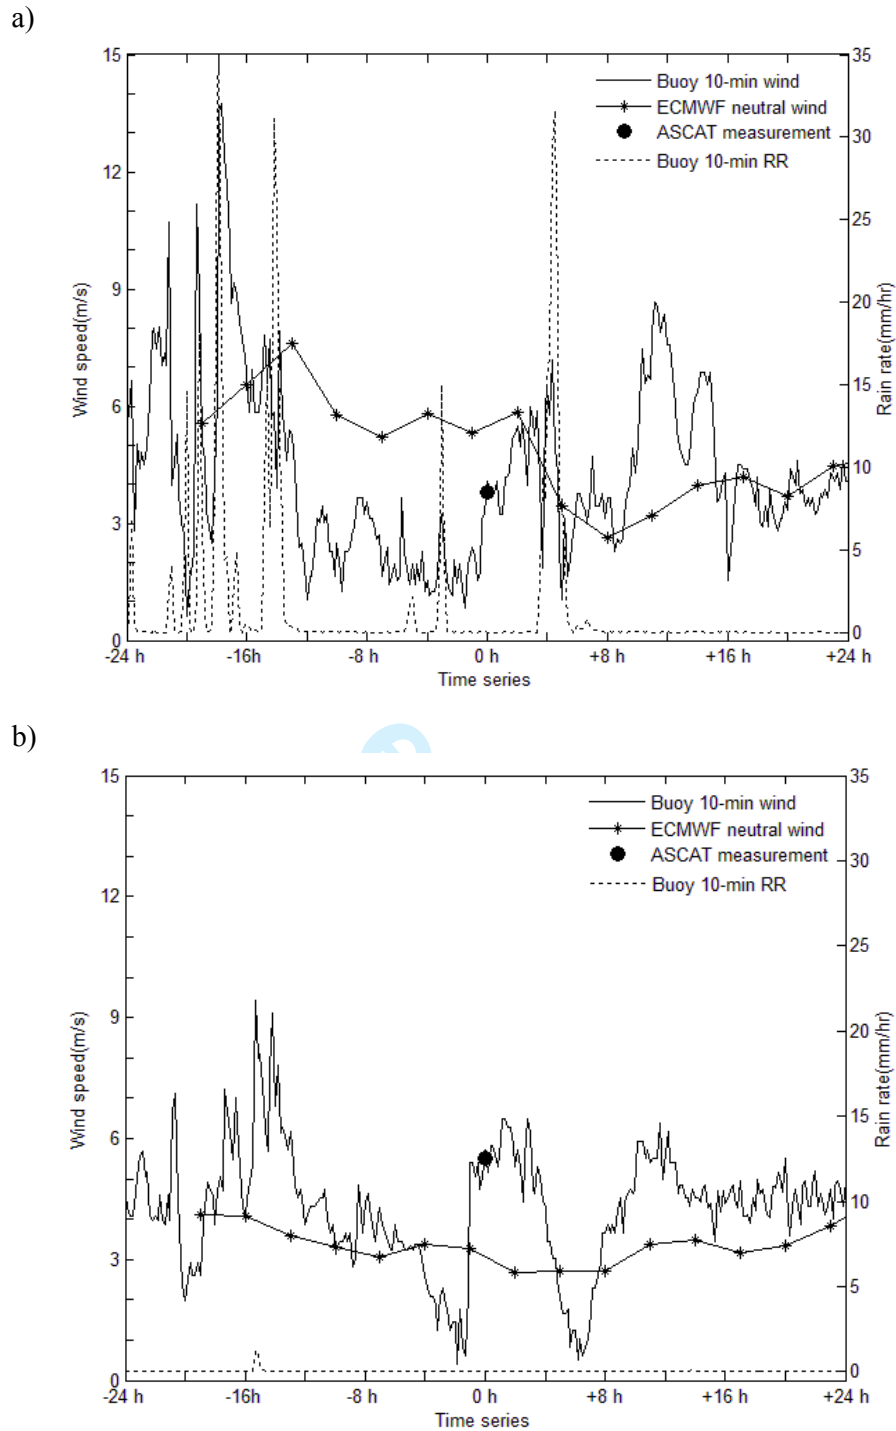 a)
15
12
9
6
3
0
Wind speed(m/s)
35
30
25
20
15
10
5
0
Rain rate(mm/hr)
Buoy 10-min wind
ECMWF neutral wind
ASCAT measurement
Buoy 10-min RR
-24 h -16h -8 h 0 h +8 h +16 h +24 h
Time series
b)
15
12
9
6
3
0
Wind speed(m/s)
35
30
25
20
15
10
5
0
Rain rate(mm/hr)
Buoy 10-min wind
ECMWF neutral wind
ASCAT measurement
Buoy 10-min RR
-24 h -16h -8 h 0 h +8 h +16 h +24 h
Time series